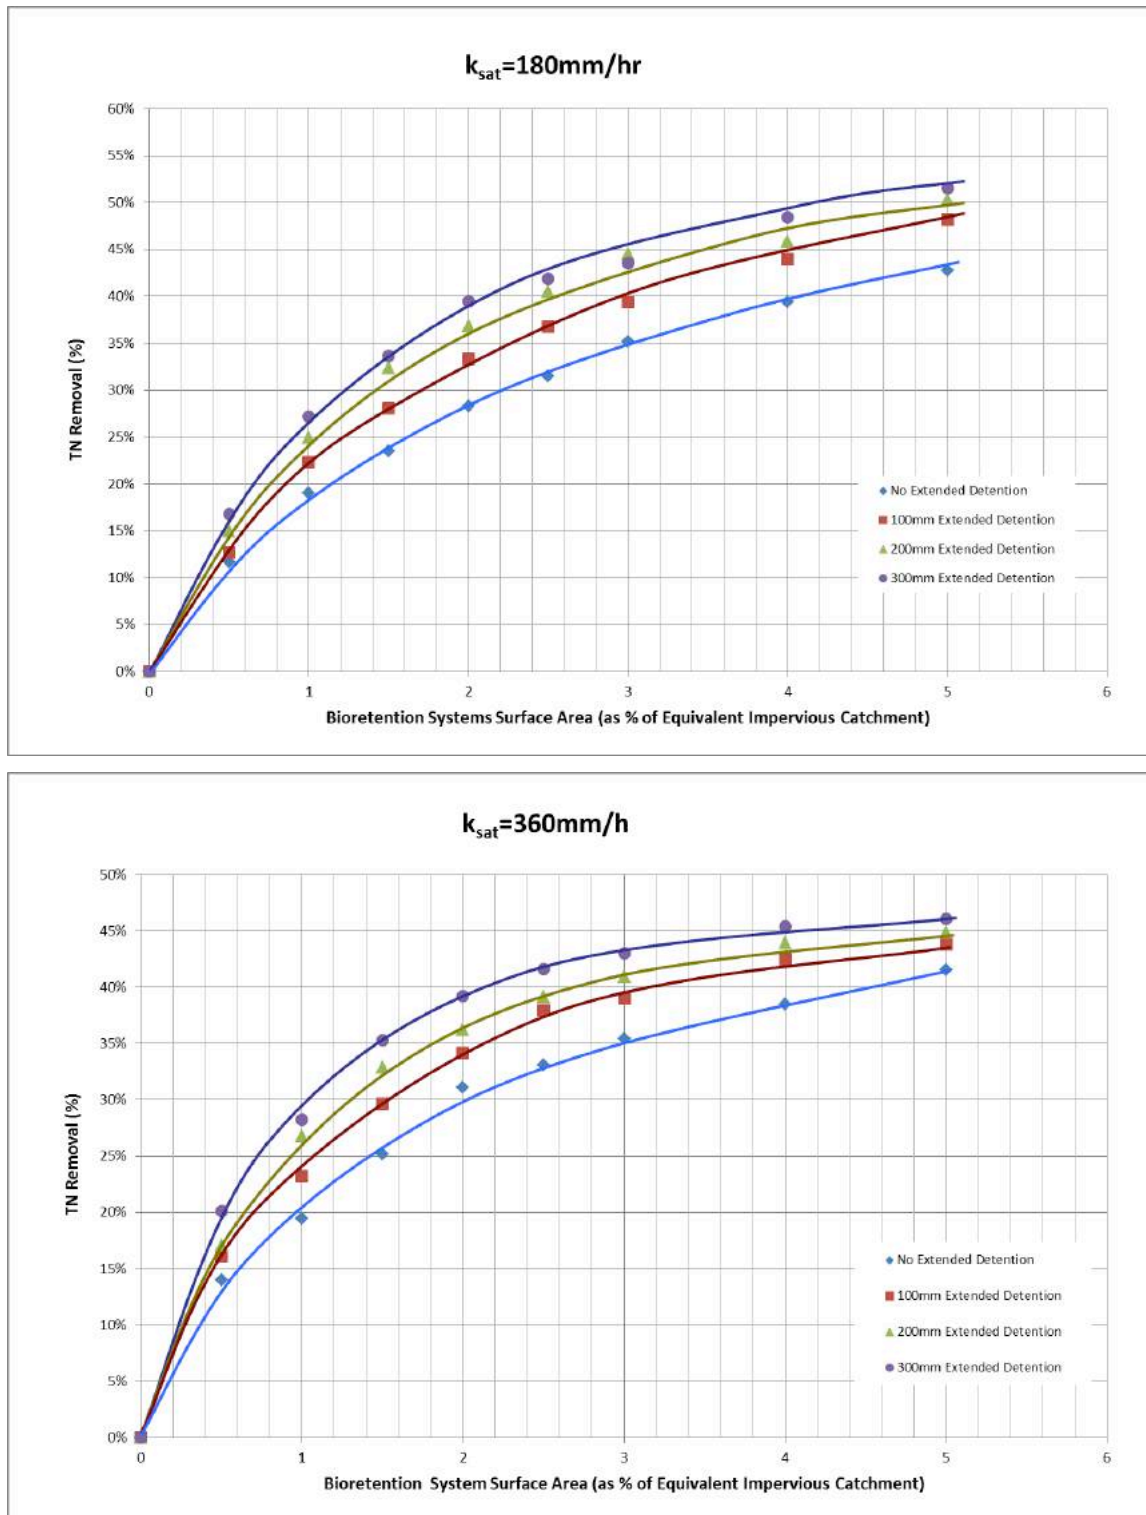 k_sat=180mm/hr
60%
55%
50%
45%
40%
35%
30%
25%
20%
15%
10%
5%
0%
TN Removal (%)
No Extended Detention
100mm Extended Detention
200mm Extended Detention
300mm Extended Detention
0 1 2 3 4 5 6
Bioretention Systems Surface Area (as % of Equivalent Impervious Catchment)
k_sat=360mm/h
50%
45%
40%
35%
30%
25%
20%
15%
10%
5%
0%
TN Removal (%)
No Extended Detention
100mm Extended Detention
200mm Extended Detention
300mm Extended Detention
0 1 2 3 4 5 6
Bioretention System Surface Area (as % of Equivalent Impervious Catchment)